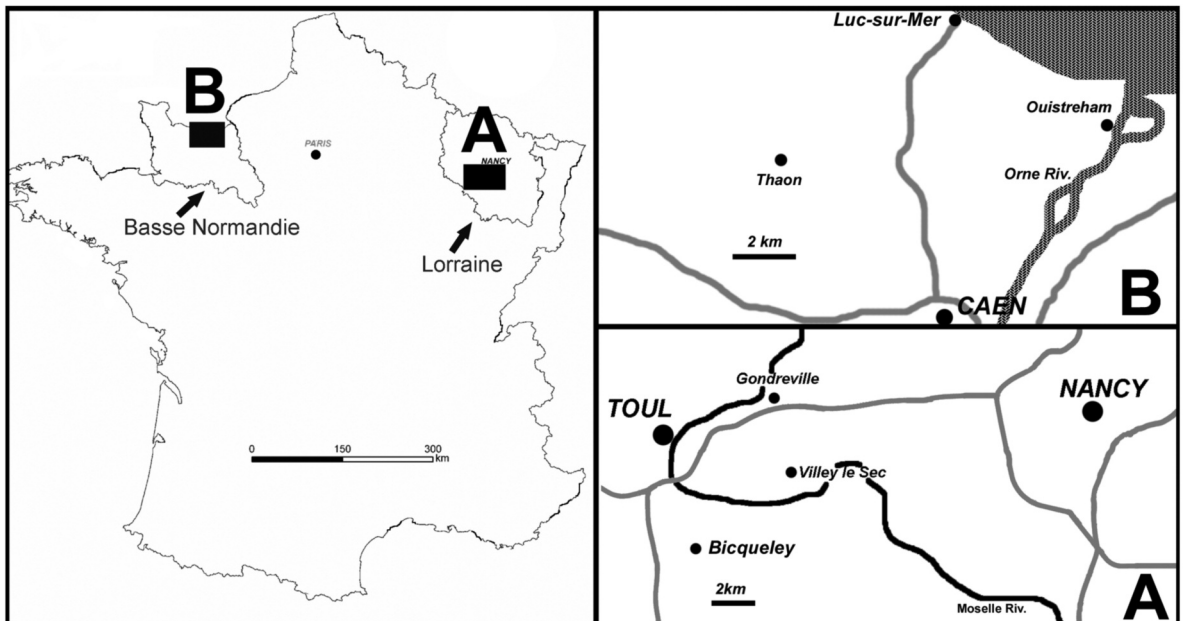 B
PARIS
A
NANCY
Basse Normandie
Lorraine
0 150 300
km
Luc-sur-Mer
Ouistreham
Thaon
Orne Riv.
2 km
CAEN
B
Gondreville
TOUL
NANCY
Villey le Sec
Bicqueley
2km
Moselle Riv.
A